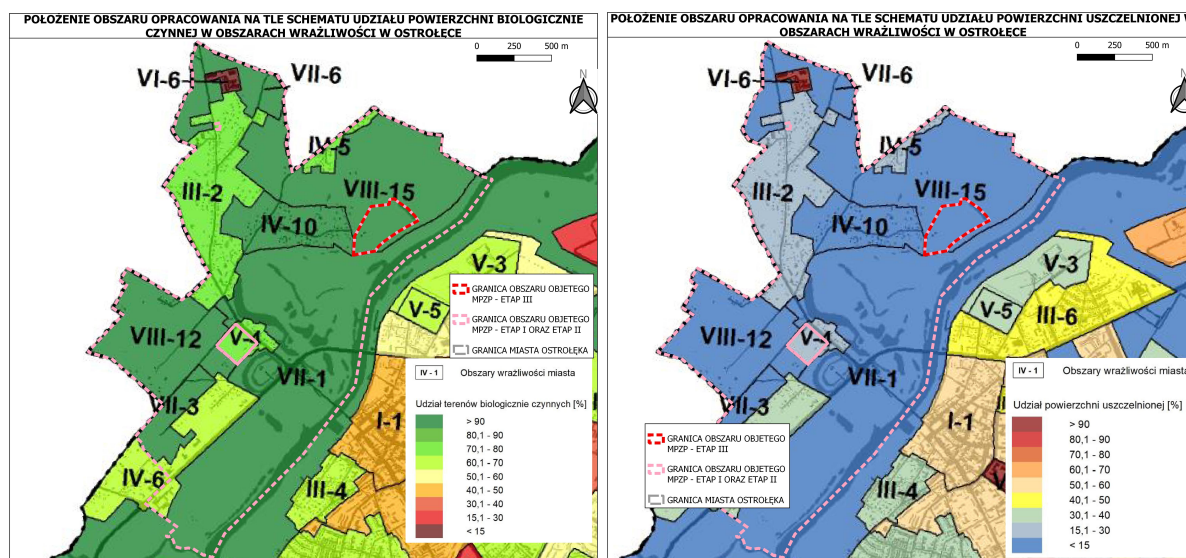 POŁOŻENIE OBSZARU OPRACOWANIA NA TLE SCHEMATU UDZIAŁU POWIERZCHNI BIOLOGICZNIE
CZYNNEJ W OBSZARACH WRAŻLIWOŚCI W OSTROŁĘCE
0 250 500 m
N
VI-6
VII-6
IV-5
III-2
VIII-15
IV-10
V-3
V-5
VIII-12
VII-1
VII-3
I-1
IV-6
III-4
GRANICA OBSZARU OBJETEGO
MPZP - ETAP III
GRANICA OBSZARU OBJETEGO
MPZP - ETAP I ORAZ ETAP II
GRANICA MIASTA OSTROŁĘKA
IV - 1 Obszary wrażliwości miasta
Udział terenów biologicznie czynnych [%]
> 90
80,1 - 90
70,1 - 80
60,1 - 70
50,1 - 60
40,1 - 50
30,1 - 40
15,1 - 30
< 15
POŁOŻENIE OBSZARU OPRACOWANIA NA TLE SCHEMATU UDZIAŁU POWIERZCHNI USZCZELNIONEJ W
OBSZARACH WRAŻLIWOŚCI W OSTROŁĘCE
0 250 500 m
N
VI-6
VII-6
IV-5
III-2
VIII-15
IV-10
V-3
V-5
III-6
VIII-12
V-4
VII-1
VII-3
I-1
III-4
GRANICA OBSZARU OBJETEGO
MPZP - ETAP III
GRANICA OBSZARU OBJETEGO
MPZP - ETAP I ORAZ ETAP II
GRANICA MIASTA OSTROŁĘKA
IV - 1 Obszary wrażliwości miasta
Udział powierzchni uszczelnionej [%]
> 90
80,1 - 90
70,1 - 80
60,1 - 70
50,1 - 60
40,1 - 50
30,1 - 40
15,1 - 30
< 15